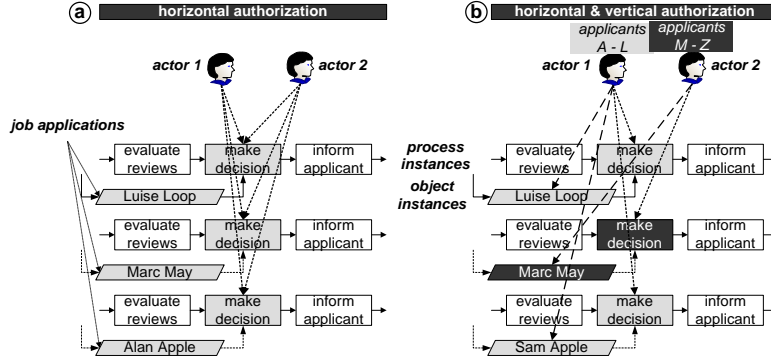 a
horizontal authorization
actor 1
actor 2
job applications
evaluate
reviews
make
decision
inform
applicant
Luise Loop
evaluate
reviews
make
decision
inform
applicant
Marc May
evaluate
reviews
make
decision
inform
applicant
Alan Apple
b
horizontal & vertical authorization
applicants
A - L
applicants
M - Z
actor 1
actor 2
process
instances
object
instances
evaluate
reviews
make
decision
inform
applicant
Luise Loop
evaluate
reviews
make
decision
inform
applicant
Marc May
evaluate
reviews
make
decision
inform
applicant
Sam Apple